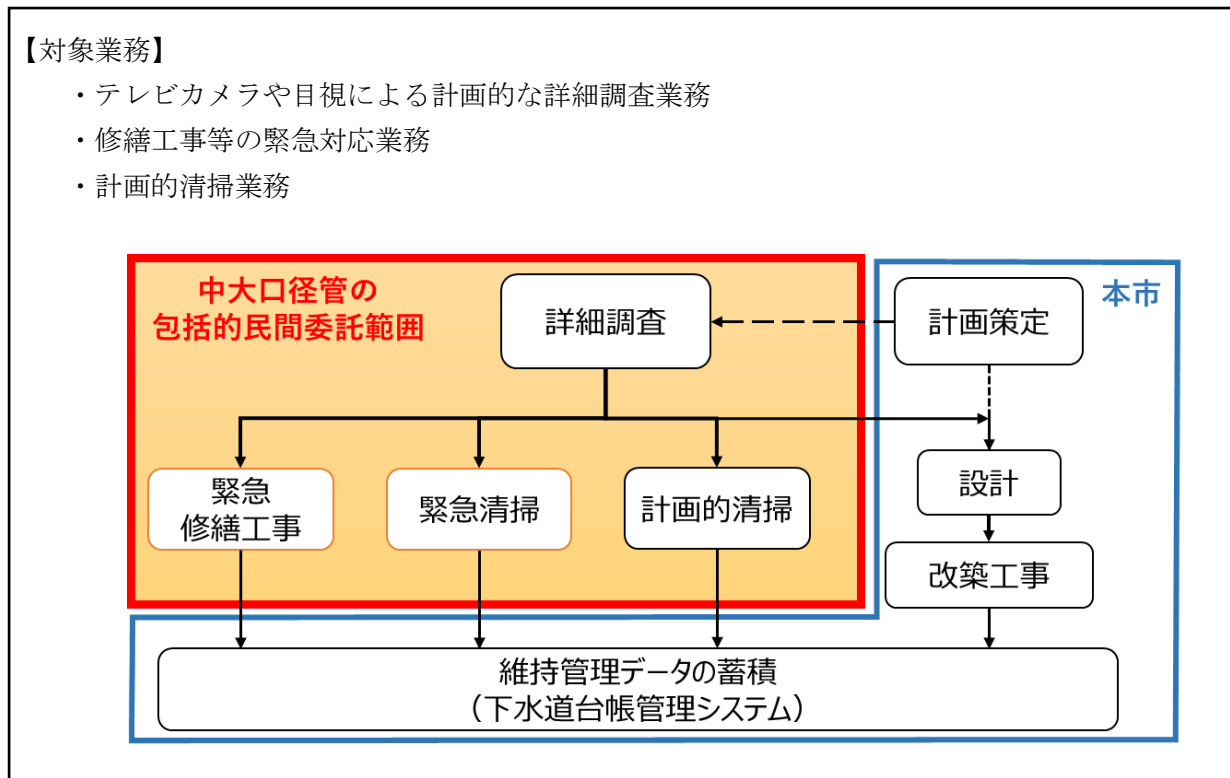 【対象業務】
・テレビカメラや目視による計画的な詳細調査業務
・修繕工事等の緊急対応業務
・計画的清掃業務
中大口径管の
包括的民間委託範囲
詳細調査
計画策定
本市
緊急
修繕工事
緊急清掃
計画的清掃
設計
改築工事
維持管理データの蓄積
（下水道台帳管理システム）